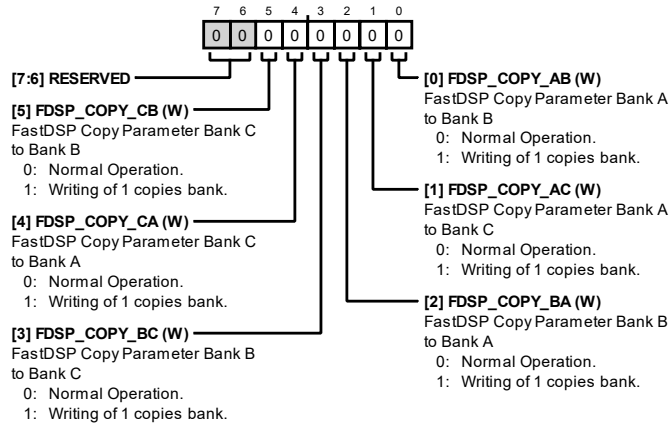 7 6 5 4 3 2 1 0
0 0 0 0 0 0 0 0
[7:6] RESERVED
[5] FDSP_COPY_CB (W)
FastDSP Copy Parameter Bank C
to Bank B
0: Normal Operation.
1: Writing of 1 copies bank.
[4] FDSP_COPY_CA (W)
FastDSP Copy Parameter Bank C
to Bank A
0: Normal Operation.
1: Writing of 1 copies bank.
[3] FDSP_COPY_BC (W)
FastDSP Copy Parameter Bank B
to Bank C
0: Normal Operation.
1: Writing of 1 copies bank.
[0] FDSP_COPY_AB (W)
FastDSP Copy Parameter Bank A
to Bank B
0: Normal Operation.
1: Writing of 1 copies bank.
[1] FDSP_COPY_AC (W)
FastDSP Copy Parameter Bank A
to Bank C
0: Normal Operation.
1: Writing of 1 copies bank.
[2] FDSP_COPY_BA (W)
FastDSP Copy Parameter Bank B
to Bank A
0: Normal Operation.
1: Writing of 1 copies bank.